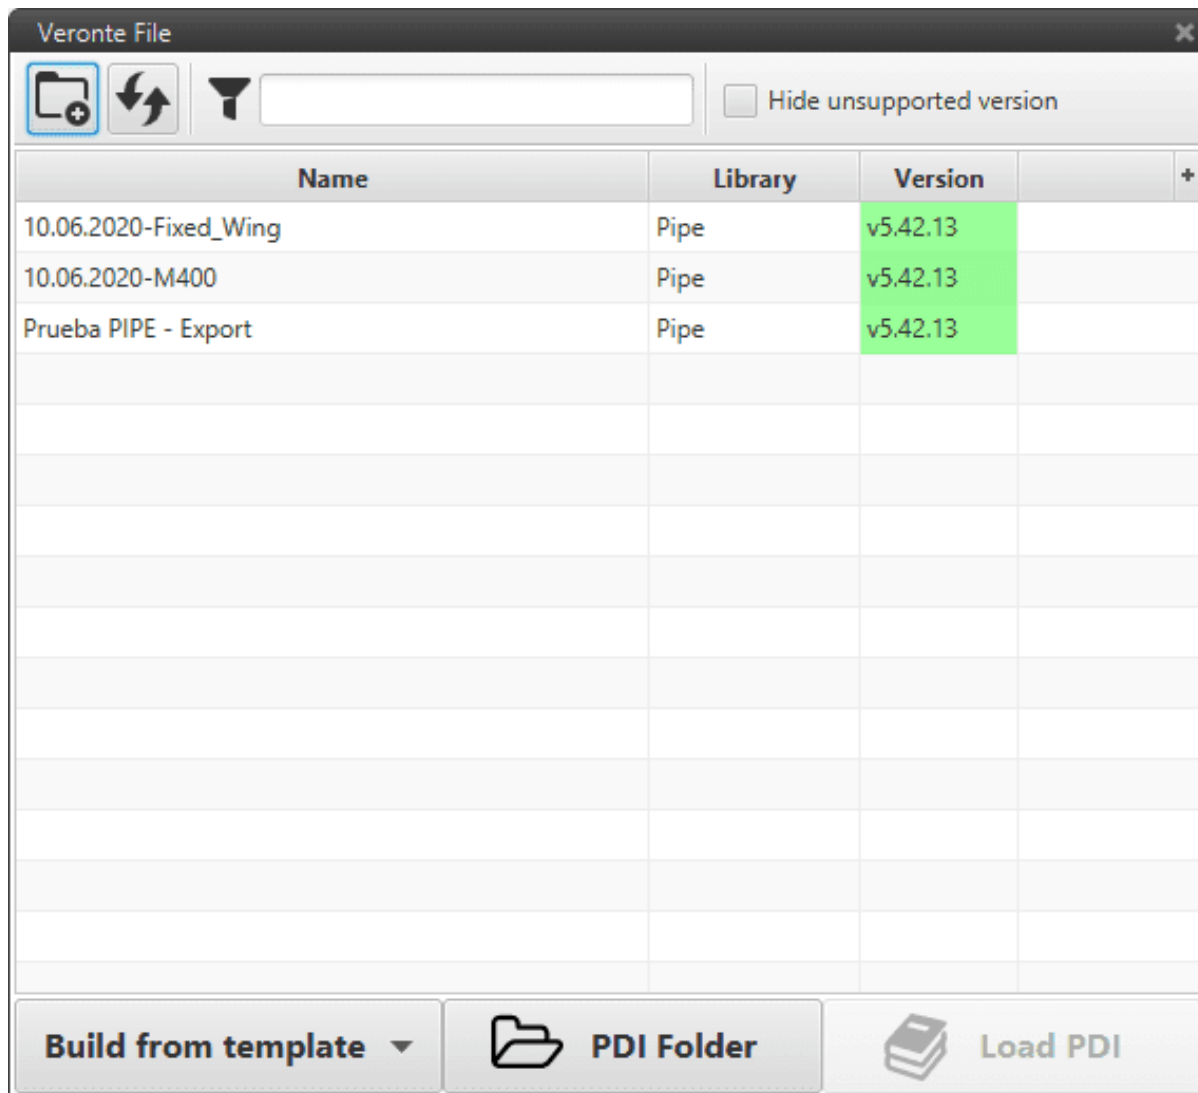 Veronte File
Hide unsupported version
Name Library Version +
10.06.2020-Fixed_Wing Pipe v5.42.13
10.06.2020-M400 Pipe v5.42.13
Prueba PIPE - Export Pipe v5.42.13
Build from template PDI Folder Load PDI